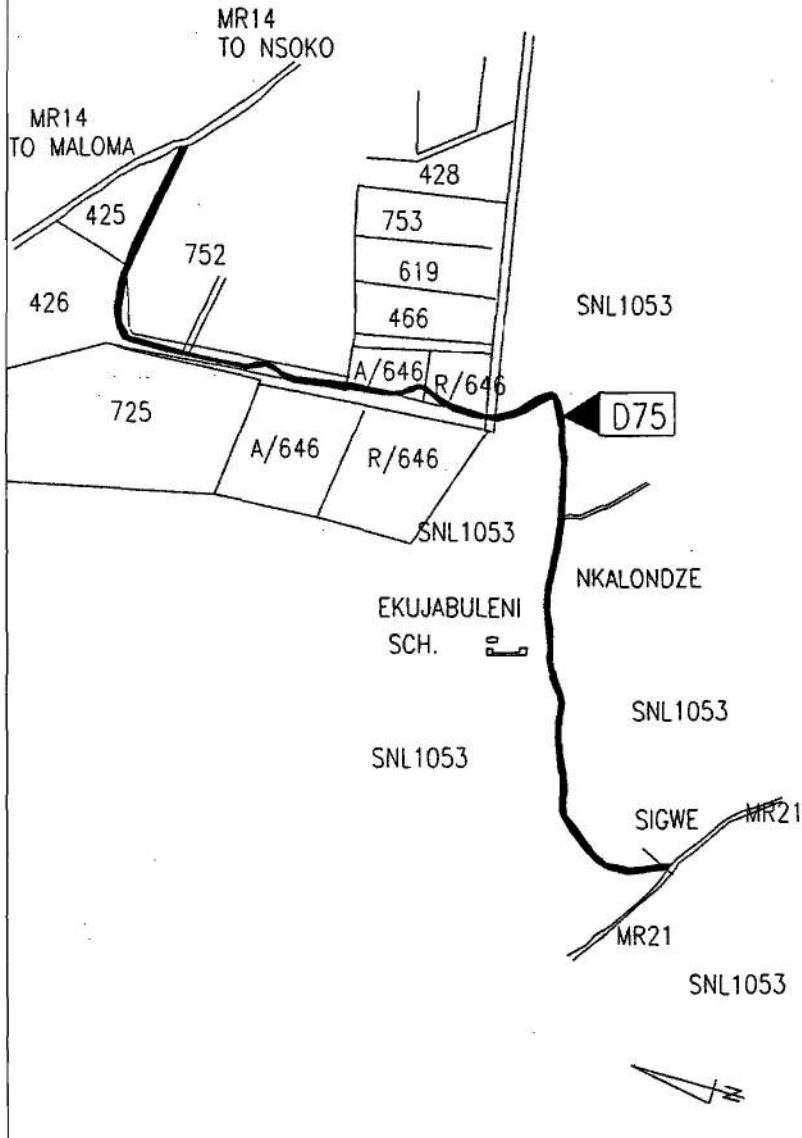 MR14
TO NSOKO
MR14
TO MALOMA
428
425
753
752
619
426
466
SNL1053
A/646
R/646
725
D75
A/646
R/646
SNL1053
NKALONDZE
EKUJABULENI
SCH.
SNL1053
SNL1053
SIGWE
MR21
MR21
SNL1053
N